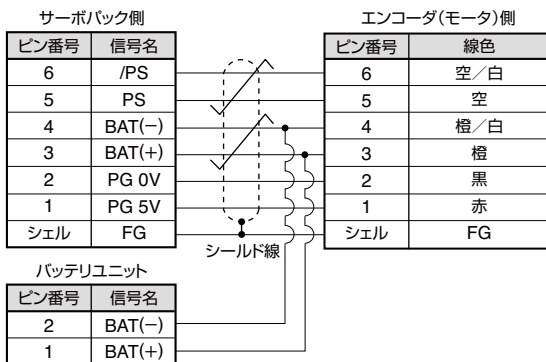 サーボパック側 エンコーダ(モータ)側
ピン番号 信号名 ピン番号 線色
6 /PS 6 空／白
5 PS 5 空
4 BAT(−) 4 橙／白
3 BAT(+) 3 橙
2 PG 0V 2 黒
1 PG 5V 1 赤
シェル FG シェル FG
シールド線
バッテリユニット
ピン番号 信号名
2 BAT(−)
1 BAT(+)